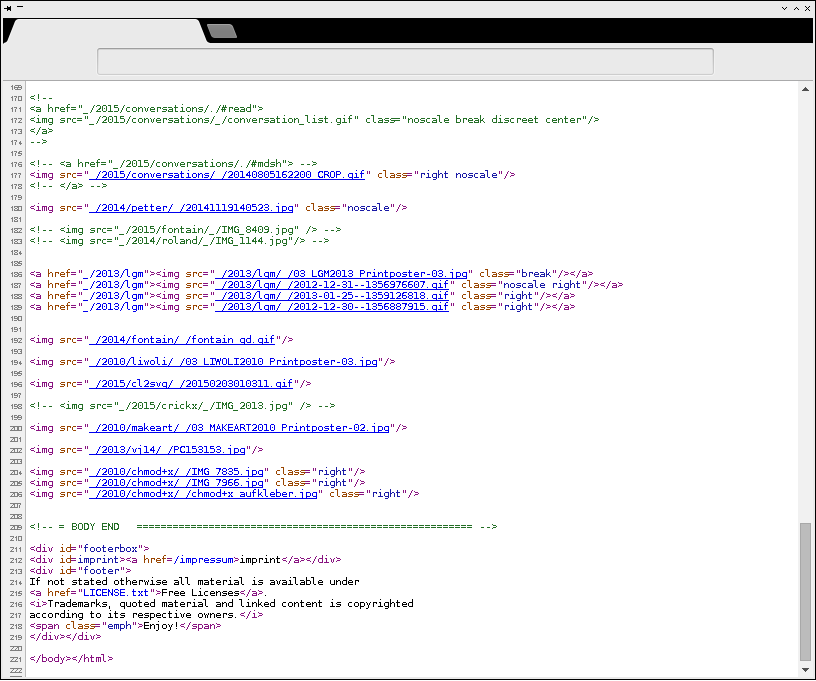 169
170 <!--
171 <a href="_/2015/conversations/./#read">
172 <img src="_/2015/conversations/_/conversation_list.gif" class="noscale break discreet center"/>
173 </a>
174 -->
175
176 <!-- <a href="_/2015/conversations/./#mdsh"> -->
177 <img src="_/2015/conversations/_/20140805162200_CROP.gif" class="right noscale"/>
178 <!-- </a> -->
179
180 <img src="_/2014/petter/_/20141119140523.jpg" class="noscale"/>
181
182 <!-- <img src="_/2015/fontain/_/IMG_8409.jpg" /> -->
183 <!-- <img src="_/2014/roland/_/IMG_1144.jpg"/> -->
184
185
186 <a href="_/2013/lgm"><img src="_/2013/lgm/_/03_LGM2013_Printposter-03.jpg" class="break"/></a>
187 <a href="_/2013/lgm"><img src="_/2013/lgm/_/2012-12-31--1356976607.gif" class="noscale right"/></a>
188 <a href="_/2013/lgm"><img src="_/2013/lgm/_/2013-01-25--1359126818.gif" class="right"/></a>
189 <a href="_/2013/lgm"><img src="_/2013/lgm/_/2012-12-30--1356887915.gif" class="right"/></a>
190
191
192 <img src="_/2014/fontain/_/fontain_qd.gif"/>
193
194 <img src="_/2010/liwoli/_/03_LIWOLI2010_Printposter-03.jpg"/>
195
196 <img src="_/2015/cl2svg/_/20150203010311.gif"/>
197
198 <!-- <img src="_/2015/crickx/_/IMG_2013.jpg" /> -->
199
200 <img src="_/2010/makeart/_/03_MAKEART2010_Printposter-02.jpg"/>
201
202 <img src="_/2013/vj14/_/PC153153.jpg"/>
203
204 <img src="_/2010/chmod+x/_/IMG_7835.jpg" class="right"/>
205 <img src="_/2010/chmod+x/_/IMG_7966.jpg" class="right"/>
206 <img src="_/2010/chmod+x/_/chmod+x_aufkleber.jpg" class="right"/>
207
208
209 <!-- = BODY END ======================================================== -->
210
211 <div id="footerbox">
212 <div id=imprint><a href=/impressum>imprint</a></div>
213 <div id="footer">
214 If not stated otherwise all material is available under
215 <a href="LICENSE.txt">Free Licenses</a>.
216 <i>Trademarks, quoted material and linked content is copyrighted
217 according to its respective owners.</i>
218 <span class="emph">Enjoy!</span>
219 </div></div>
220
221 </body></html>
222